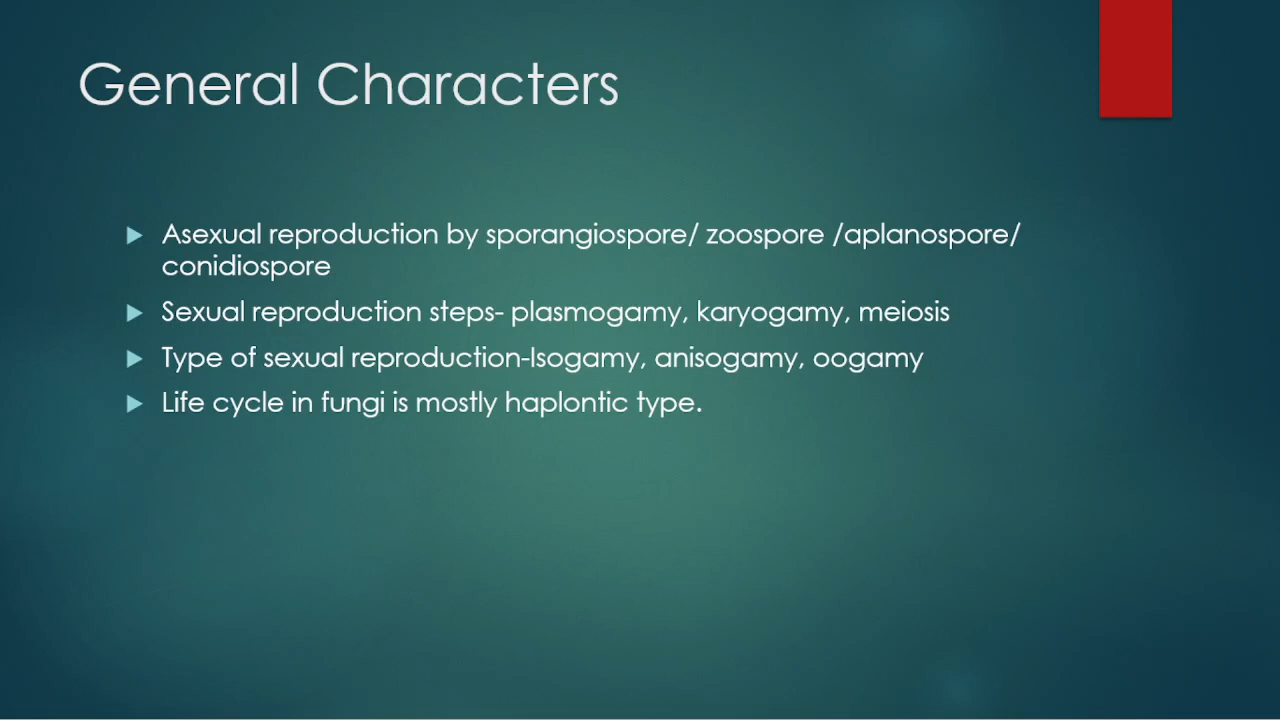 General Characters
Asexual reproduction by sporangiospore/ zoospore /aplanospore/
conidiospore
Sexual reproduction steps- plasmogamy, karyogamy, meiosis
Type of sexual reproduction-Isogamy, anisogamy, oogamy
Life cycle in fungi is mostly haplontic type.